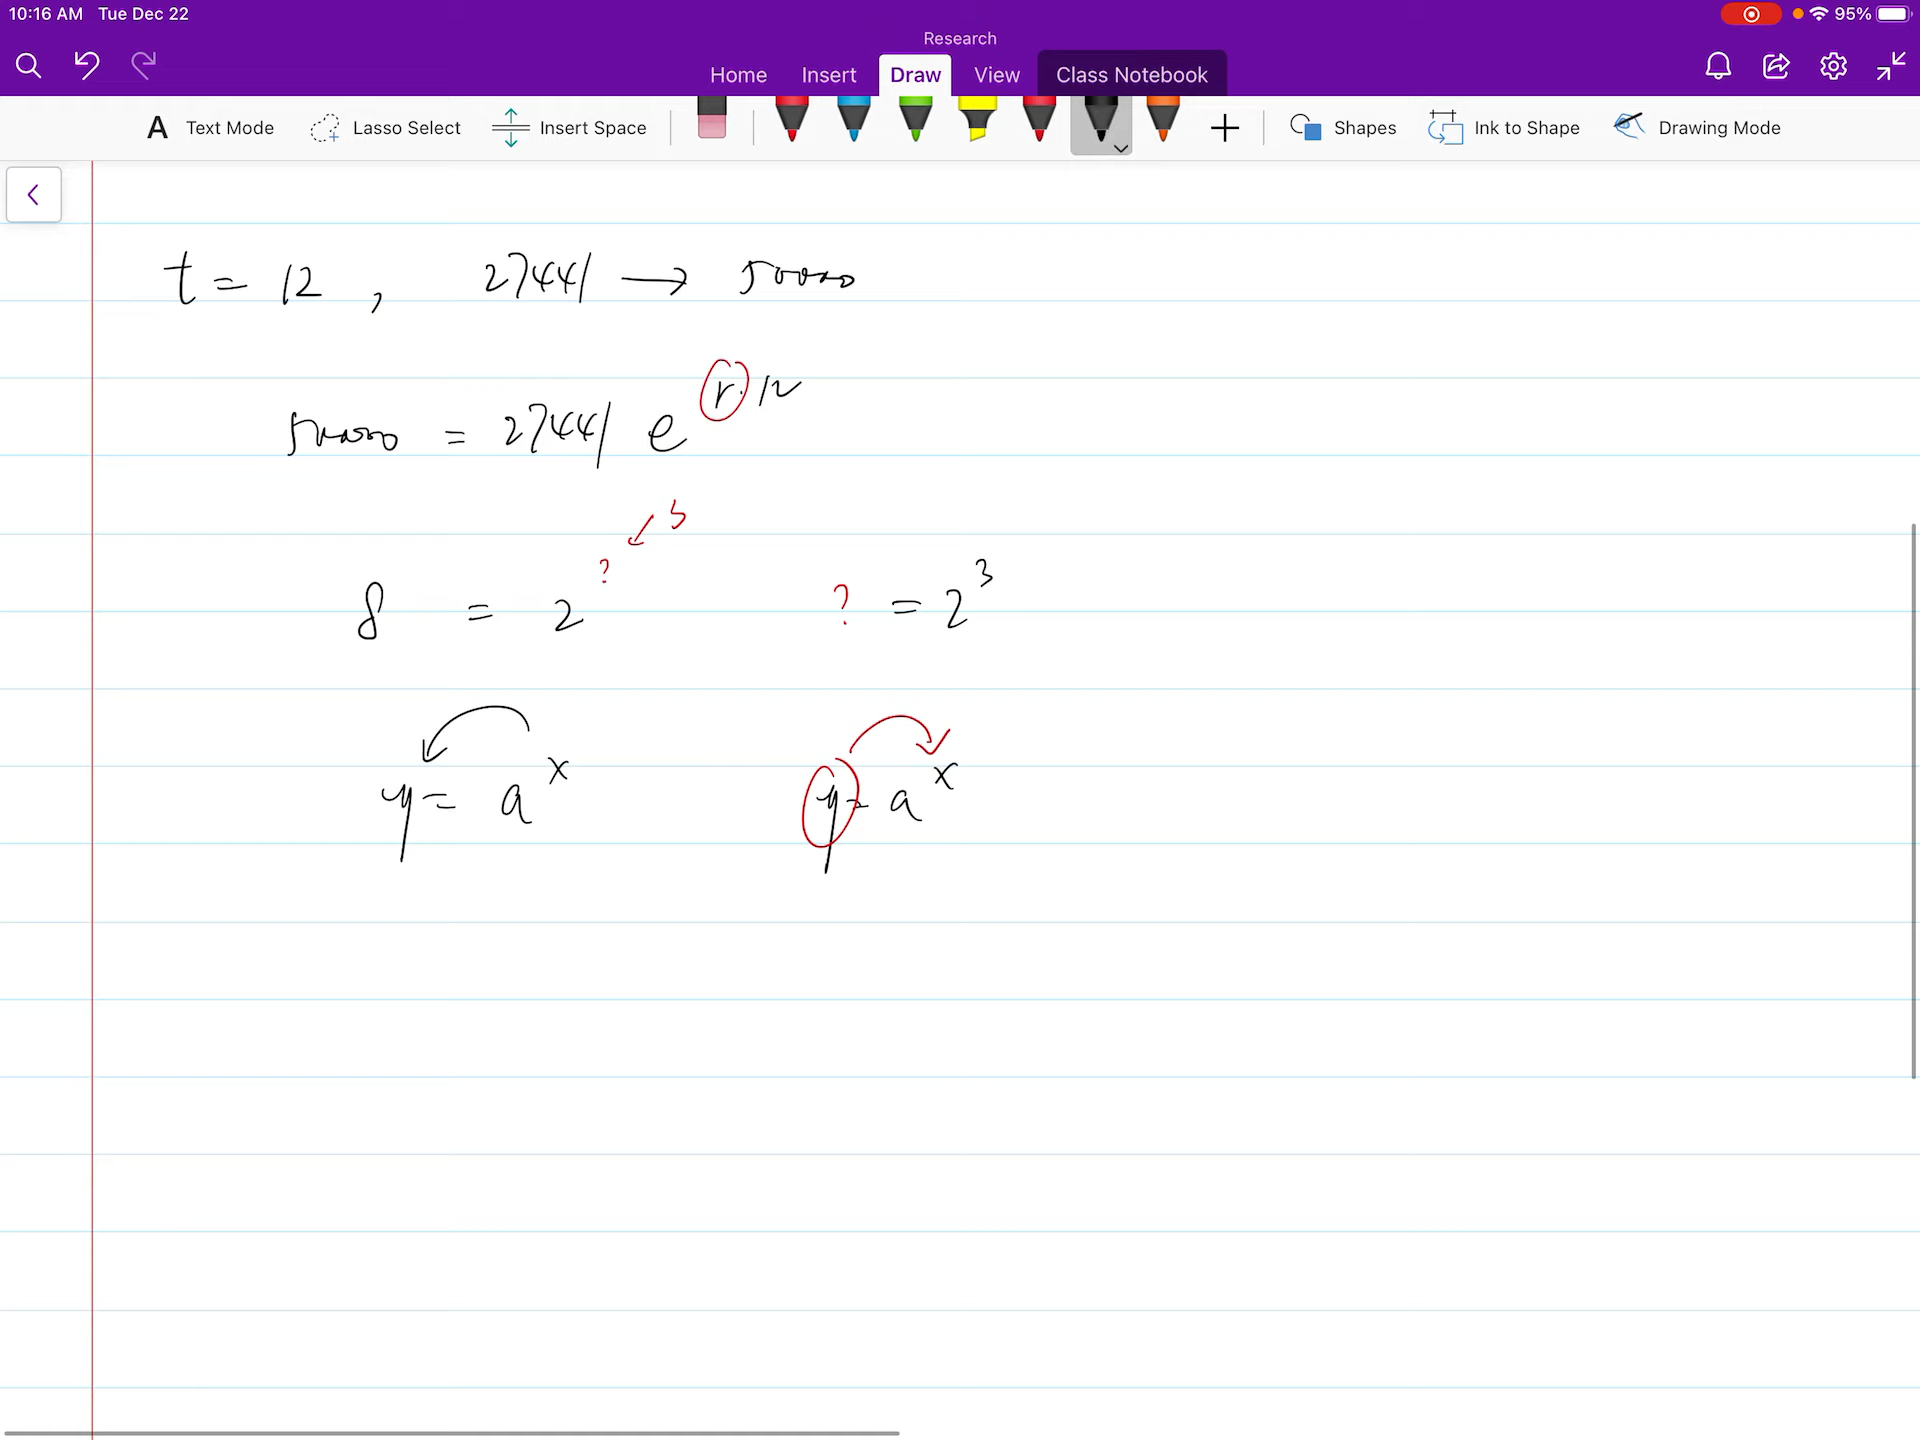 10:16 AM Tue Dec 22 95%
Research
Home Insert Draw View Class Notebook
A Text Mode Lasso Select Insert Space Shapes Ink to Shape Drawing Mode
t = 12 , 27441 → 50000
50000 = 27441 e^(r·12)
3
8 = 2^? ? = 2^3
y = a^x y = a^x